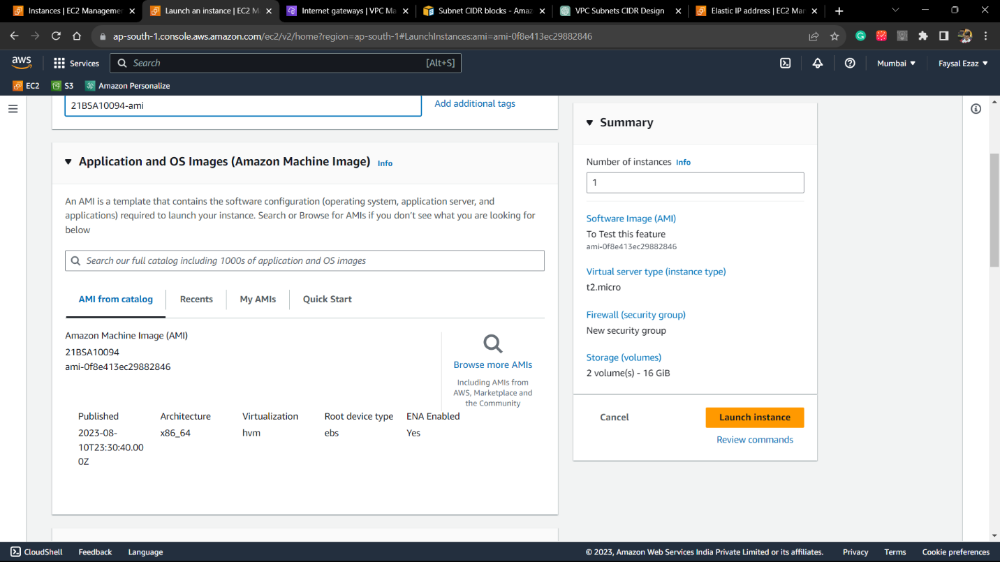 Instances | EC2 Managemen
Launch an instance | EC2 M
Internet gateways | VPC Ma
Subnet CIDR blocks - Amaz
VPC Subnets CIDR Design
Elastic IP address | EC2 Man
ap-south-1.console.aws.amazon.com/ec2/v2/home?region=ap-south-1#LaunchInstances:ami=ami-0f8e413ec29882846
aws
Services
Search
[Alt+S]
Mumbai
Faysal Ezaz
EC2
S3
Amazon Personalize
21BSA10094-ami
Add additional tags
Application and OS Images (Amazon Machine Image) Info
An AMI is a template that contains the software configuration (operating system, application server, and
applications) required to launch your instance. Search or Browse for AMIs if you don't see what you are looking for
below
Search our full catalog including 1000s of application and OS images
AMI from catalog
Recents
My AMIs
Quick Start
Amazon Machine Image (AMI)
21BSA10094
ami-0f8e413ec29882846
Browse more AMIs
Including AMIs from
AWS, Marketplace and
the Community
Published
2023-08-
10T23:30:40.00
0Z
Architecture
x86_64
Virtualization
hvm
Root device type
ebs
ENA Enabled
Yes
Summary
Number of instances Info
1
Software Image (AMI)
To Test this feature
ami-0f8e413ec29882846
Virtual server type (instance type)
t2.micro
Firewall (security group)
New security group
Storage (volumes)
2 volume(s) - 16 GiB
Cancel
Launch instance
Review commands
CloudShell
Feedback
Language
© 2023, Amazon Web Services India Private Limited or its affiliates.
Privacy
Terms
Cookie preferences